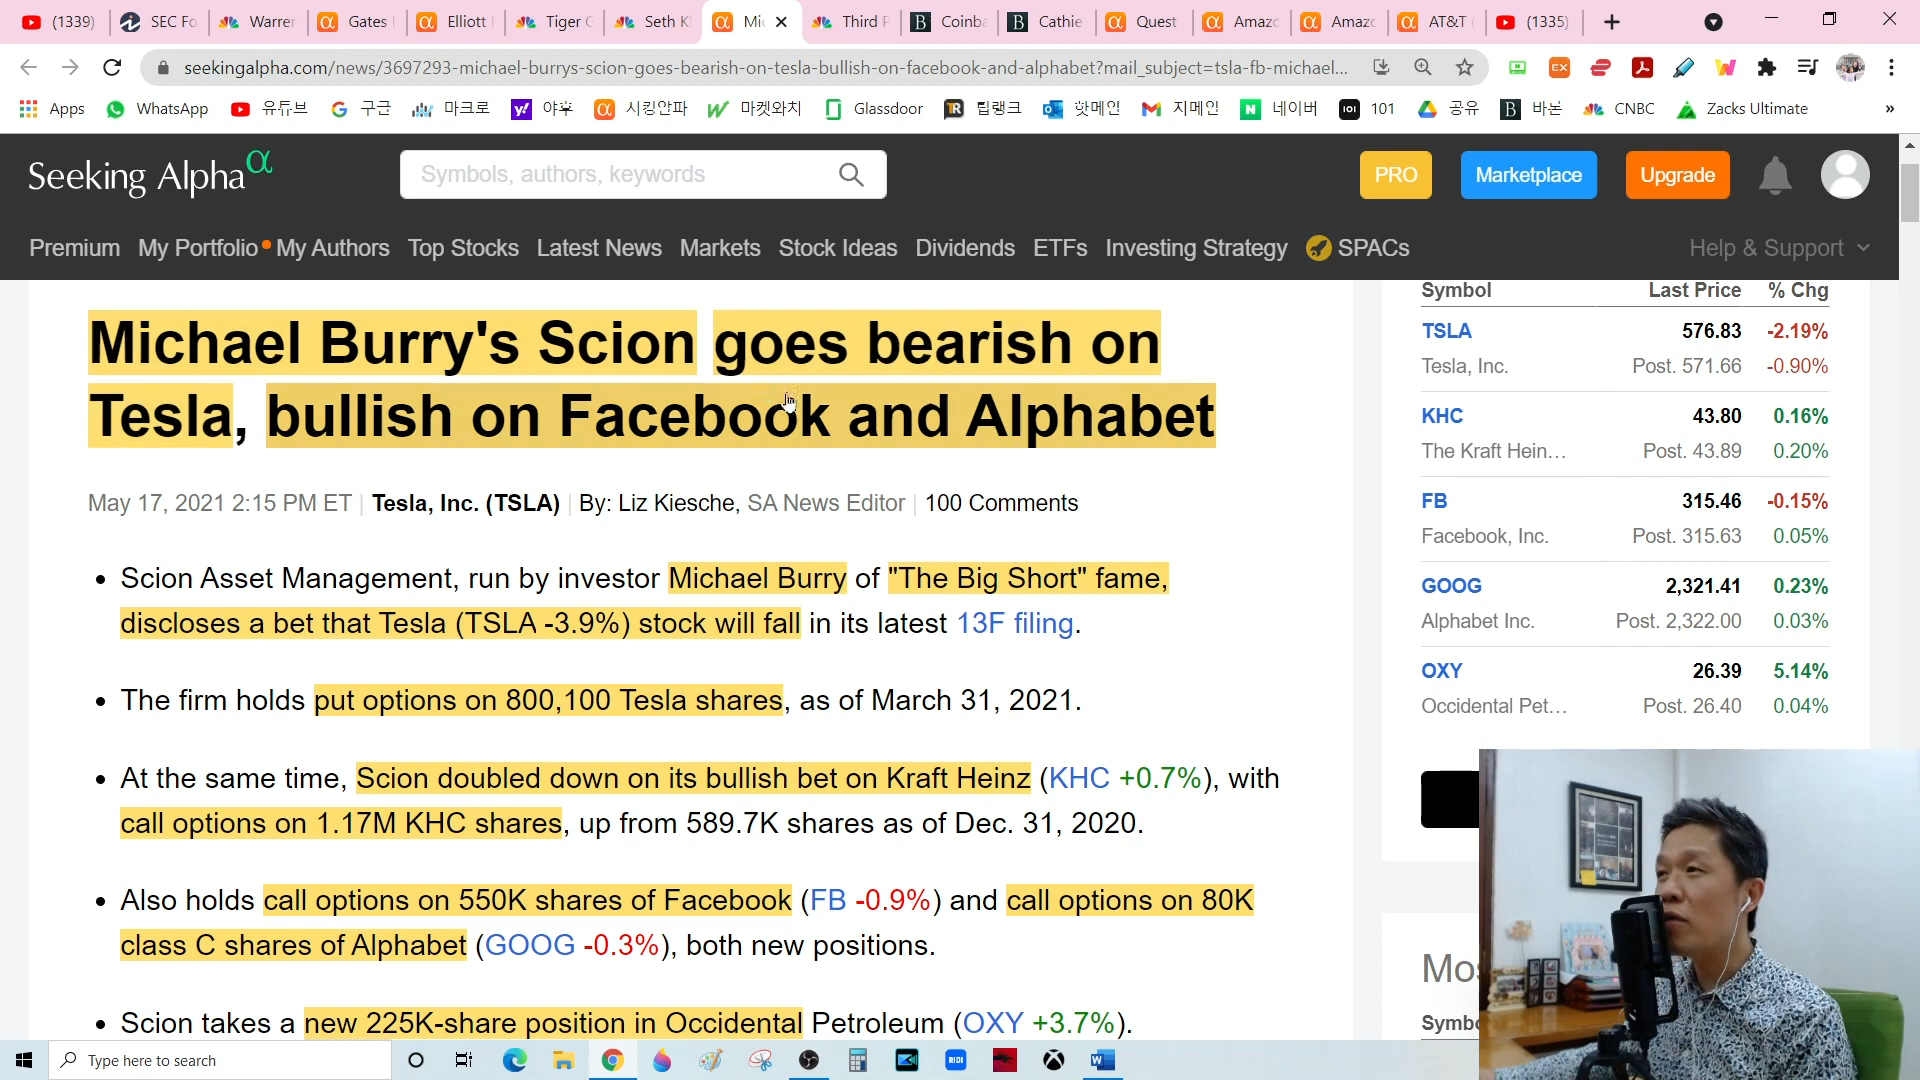 (1339)
SEC Fo
Warrer
Gates
Elliott
Tiger
Seth K
Mic
Third P
Coinba
Cathie
Quest
Amazo
Amazo
AT&T
(1335)
seekingalpha.com/news/3697293-michael-burrys-scion-goes-bearish-on-tesla-bullish-on-facebook-and-alphabet?mail_subject=tsla-fb-michael...
Apps WhatsApp 유튜브 구글 마크로 야후 시킹안파 마켓와치 Glassdoor 팁랭크 핫메인 지메인 네이버 101 공유 바론 CNBC Zacks Ultimate »
Seeking Alpha α
Symbols, authors, keywords
PRO Marketplace Upgrade
Premium My Portfolio My Authors Top Stocks Latest News Markets Stock Ideas Dividends ETFs Investing Strategy SPACs Help & Support
Michael Burry's Scion goes bearish on
Tesla, bullish on Facebook and Alphabet
May 17, 2021 2:15 PM ET | Tesla, Inc. (TSLA) | By: Liz Kiesche, SA News Editor | 100 Comments
• Scion Asset Management, run by investor Michael Burry of "The Big Short" fame,
discloses a bet that Tesla (TSLA -3.9%) stock will fall in its latest 13F filing.
• The firm holds put options on 800,100 Tesla shares, as of March 31, 2021.
• At the same time, Scion doubled down on its bullish bet on Kraft Heinz (KHC +0.7%), with
call options on 1.17M KHC shares, up from 589.7K shares as of Dec. 31, 2020.
• Also holds call options on 550K shares of Facebook (FB -0.9%) and call options on 80K
class C shares of Alphabet (GOOG -0.3%), both new positions.
• Scion takes a new 225K-share position in Occidental Petroleum (OXY +3.7%).
Symbol Last Price % Chg
TSLA 576.83 -2.19%
Tesla, Inc. Post. 571.66 -0.90%
KHC 43.80 0.16%
The Kraft Hein... Post. 43.89 0.20%
FB 315.46 -0.15%
Facebook, Inc. Post. 315.63 0.05%
GOOG 2,321.41 0.23%
Alphabet Inc. Post. 2,322.00 0.03%
OXY 26.39 5.14%
Occidental Pet... Post. 26.40 0.04%
Mos
Symbo
Type here to search
RIDI